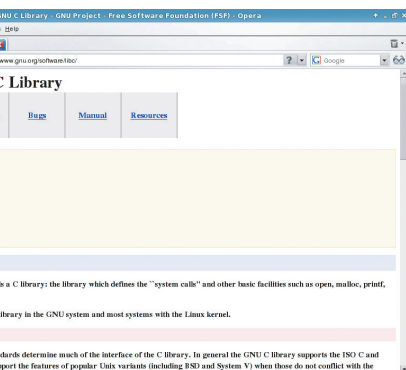 GNU C Library - GNU Project - Free Software Foundation (FSF) - Opera
Help
www.gnu.org/software/libc/
? Google
C Library
Bugs Manual Resources
s a C library: the library which defines the ``system calls'' and other basic facilities such as open, malloc, printf,
ibrary in the GNU system and most systems with the Linux kernel.
dards determine much of the interface of the C library. In general the GNU C library supports the ISO C and
pport the features of popular Unix variants (including BSD and System V) when those do not conflict with the